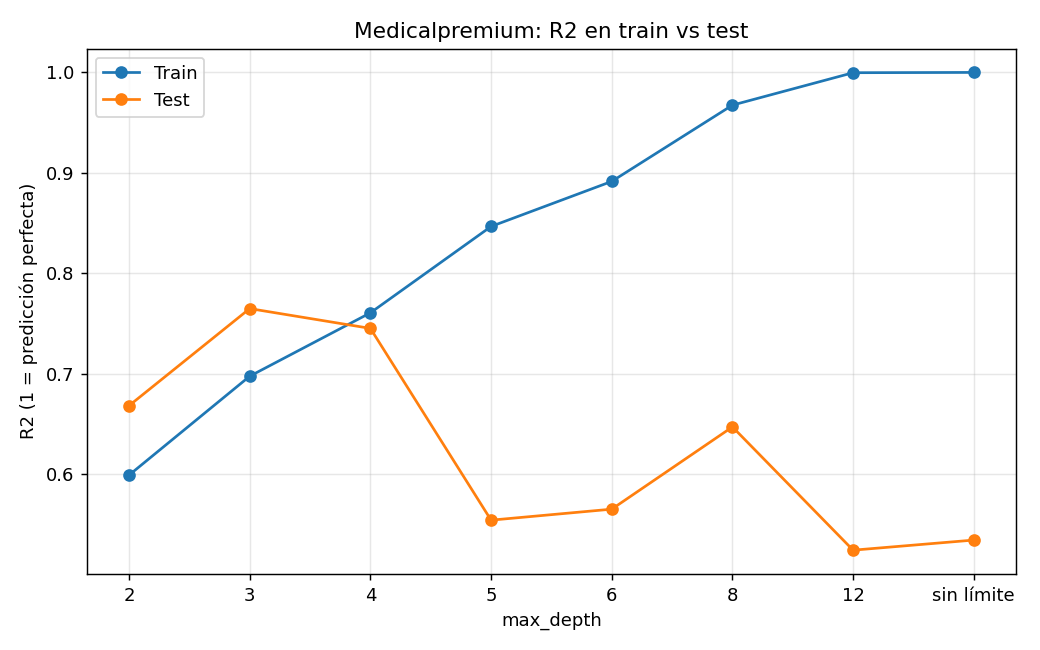 Medicalpremium: R2 en train vs test
Train
Test
R2 (1 = predicción perfecta)
1.0
0.9
0.8
0.7
0.6
2 3 4 5 6 8 12 sin límite
max_depth